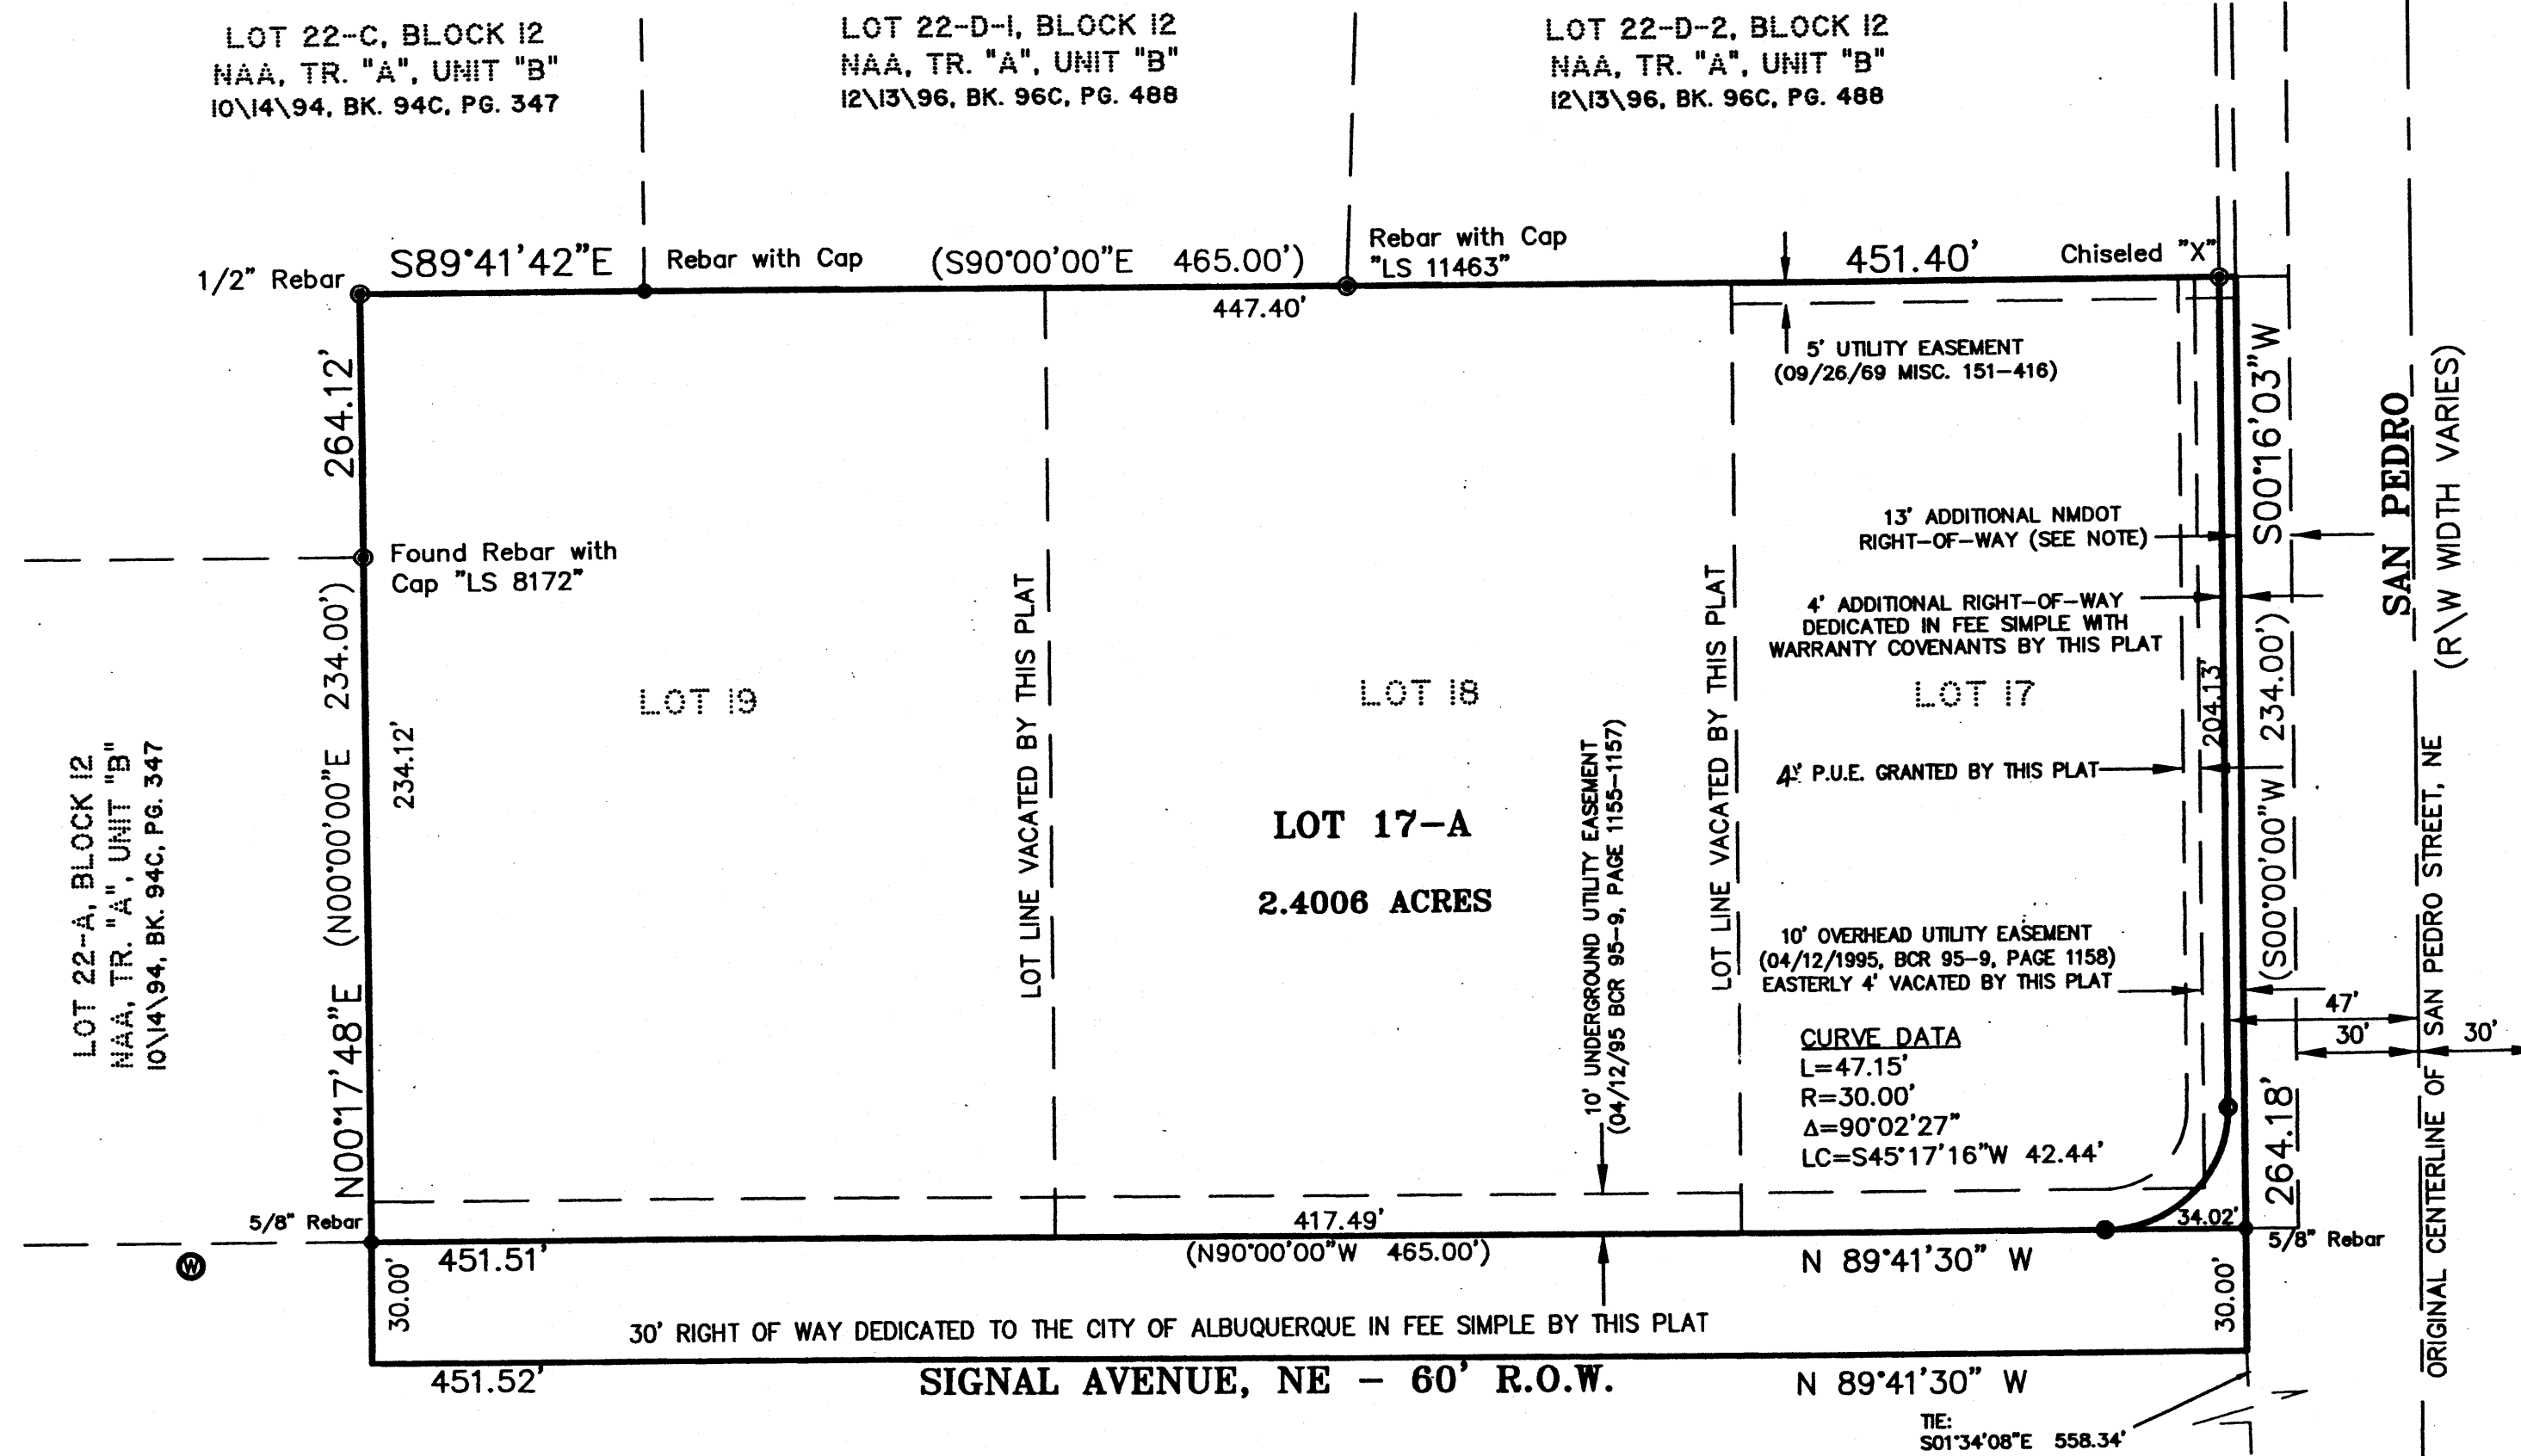 LOT 22-C, BLOCK 12
NAA, TR. "A", UNIT "B"
10\14\94, BK. 94C, PG. 347
LOT 22-D-1, BLOCK 12
NAA, TR. "A", UNIT "B"
12\13\96, BK. 96C, PG. 488
LOT 22-D-2, BLOCK 12
NAA, TR. "A", UNIT "B"
12\13\96, BK. 96C, PG. 488
1/2" Rebar
S89°41'42"E
Rebar with Cap
(S90°00'00"E 465.00')
447.40'
Rebar with Cap
"LS 11463"
451.40'
Chiseled "X"
264.12'
5' UTILITY EASEMENT
(09/26/69 MISC. 151-416)
S00°16'03"W
SAN PEDRO
(R\W WIDTH VARIES)
13' ADDITIONAL NMDOT
RIGHT-OF-WAY (SEE NOTE)
Found Rebar with
Cap "LS 8172"
4' ADDITIONAL RIGHT-OF-WAY
DEDICATED IN FEE SIMPLE WITH
WARRANTY COVENANTS BY THIS PLAT
(N00°00'00"E 234.00')
234.12'
LOT 19
LOT LINE VACATED BY THIS PLAT
LOT 18
LOT LINE VACATED BY THIS PLAT
LOT 17
204.13'
(S00°00'00"W 234.00')
4' P.U.E. GRANTED BY THIS PLAT
LOT 22-A, BLOCK 12
NAA, TR. "A", UNIT "B"
10\14\94, BK. 94C, PG. 347
LOT 17-A
2.4006 ACRES
10' UNDERGROUND UTILITY EASEMENT
(04/12/95 BCR 95-9, PAGE 1155-1157)
10' OVERHEAD UTILITY EASEMENT
(04/12/1995, BCR 95-9, PAGE 1158)
EASTERLY 4' VACATED BY THIS PLAT
47'
30'
30'
ORIGINAL CENTERLINE OF SAN PEDRO STREET, NE
N00°17'48"E
CURVE DATA
L=47.15'
R=30.00'
Δ=90°02'27"
LC=S45°17'16"W 42.44'
264.18'
5/8" Rebar
417.49'
34.02'
5/8" Rebar
W
451.51'
(N90°00'00"W 465.00')
N 89°41'30" W
30.00'
30' RIGHT OF WAY DEDICATED TO THE CITY OF ALBUQUERQUE IN FEE SIMPLE BY THIS PLAT
30.00'
451.52'
SIGNAL AVENUE, NE - 60' R.O.W.
N 89°41'30" W
TIE:
S01°34'08"E 558.34'